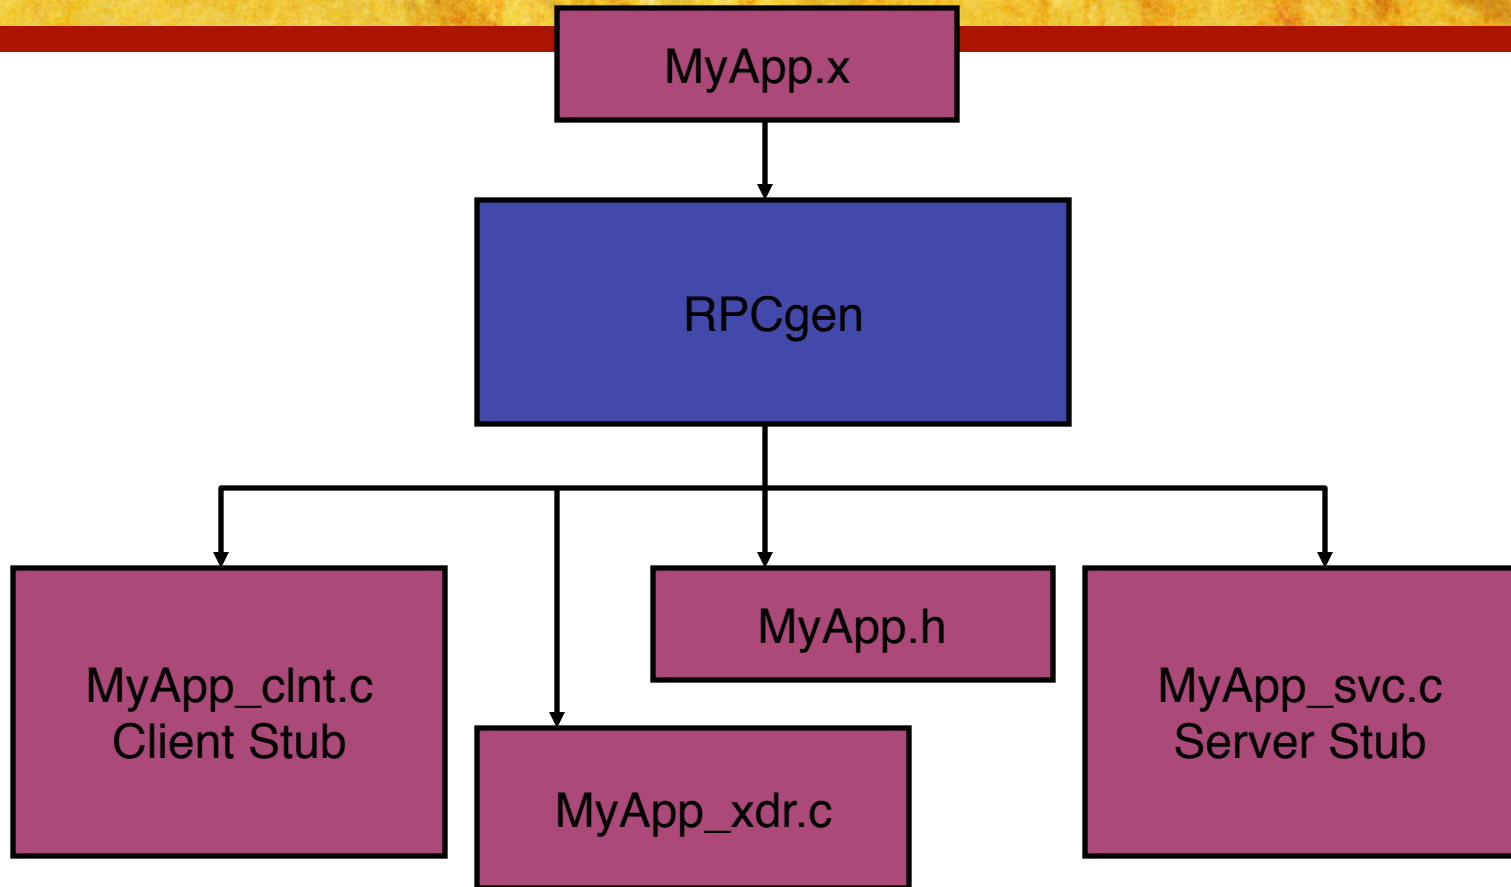 MyApp.x
RPCgen
MyApp_clnt.c
Client Stub
MyApp_xdr.c
MyApp.h
MyApp_svc.c
Server Stub